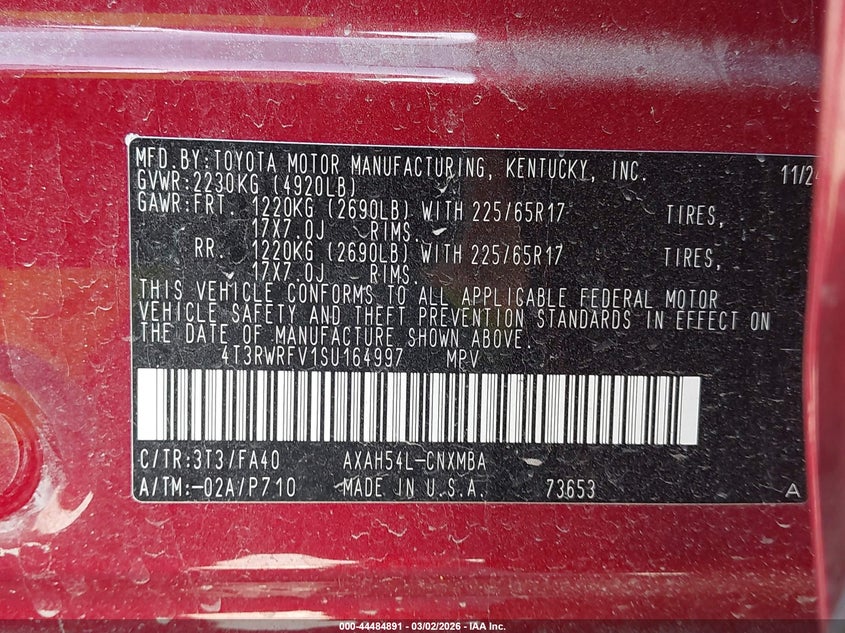 MFD.BY:TOYOTA MOTOR MANUFACTURING, KENTUCKY, INC. 11/24
GVWR:2230KG (4920LB)
GAWR:FRT. 1220KG (2690LB) WITH 225/65R17 TIRES,
17X7.0J RIMS.
RR. 1220KG (2690LB) WITH 225/65R17 TIRES,
17X7.0J RIMS.
THIS VEHICLE CONFORMS TO ALL APPLICABLE FEDERAL MOTOR
VEHICLE SAFETY AND THEFT PREVENTION STANDARDS IN EFFECT ON
THE DATE OF MANUFACTURE SHOWN ABOVE.
4T3RWRFV1SU164997 MPV
C/TR:3T3/FA40 AXAH54L-CNXMBA
A/TM:-02A/P710 MADE IN U.S.A. 73653 A
000-44484891 - 03/02/2026 - IAA Inc.